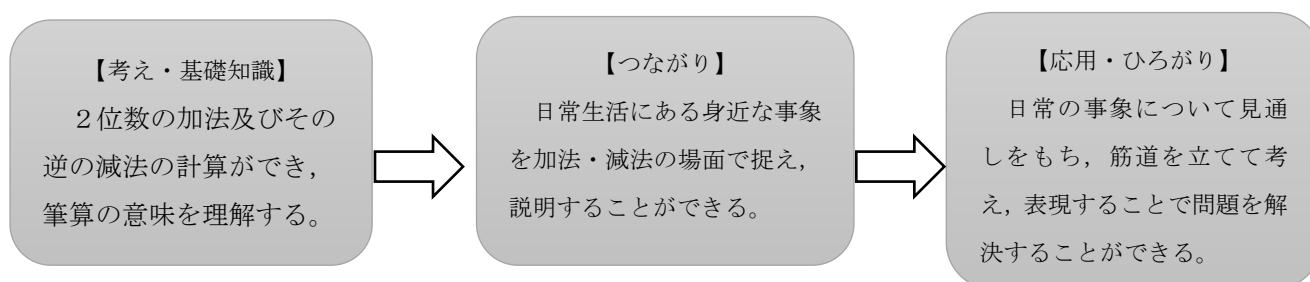 【考え・基礎知識】
２位数の加法及びその
逆の減法の計算ができ，
筆算の意味を理解する。
【つながり】
日常生活にある身近な事象
を加法・減法の場面で捉え，
説明することができる。
【応用・ひろがり】
日常の事象について見通
しをもち，筋道を立てて考
え，表現することで問題を解
決することができる。